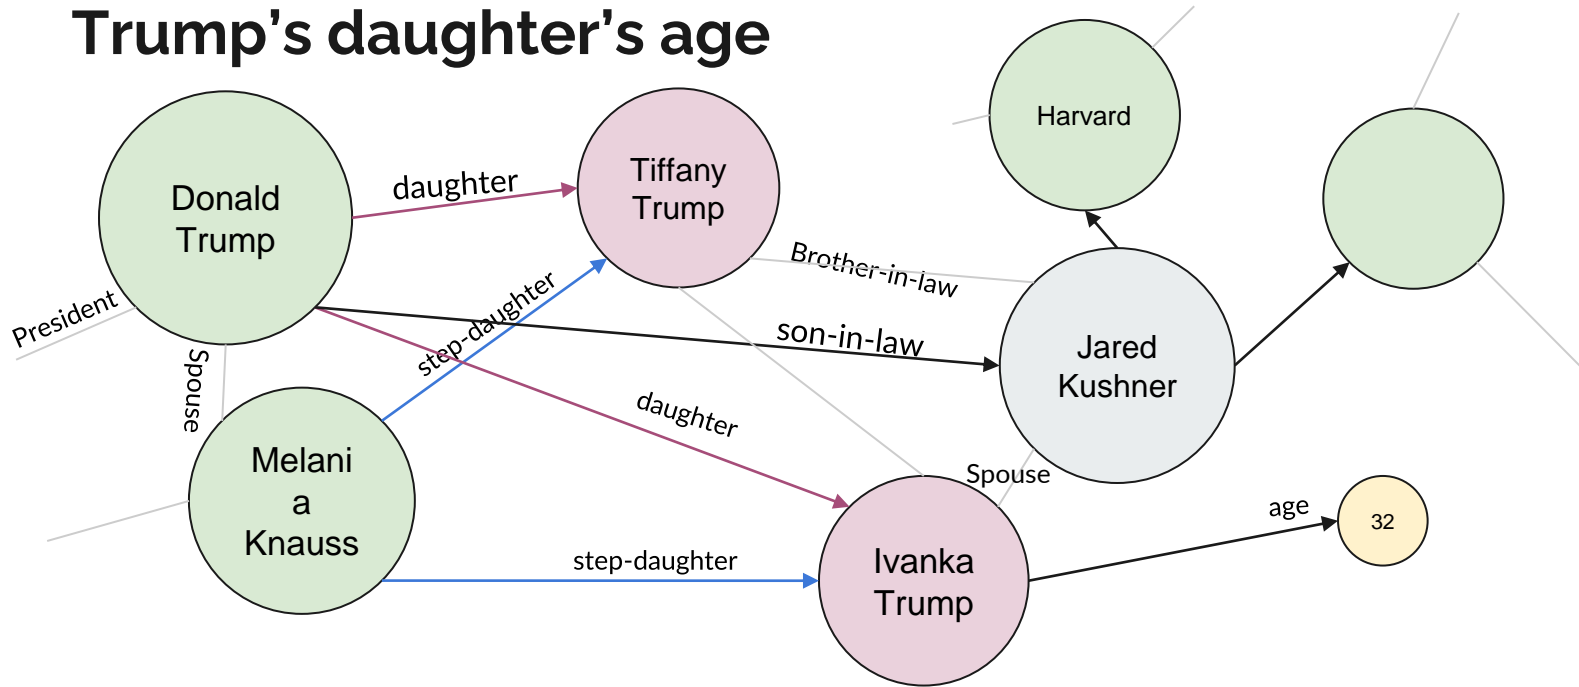 Trump’s daughter’s age
Harvard
Tiffany
Trump
daughter
Donald
Trump
Brother-in-law
President
step-daughter
son-in-law
Jared
Kushner
Spouse
daughter
Melani
a
Knauss
Spouse
age
32
step-daughter
Ivanka
Trump